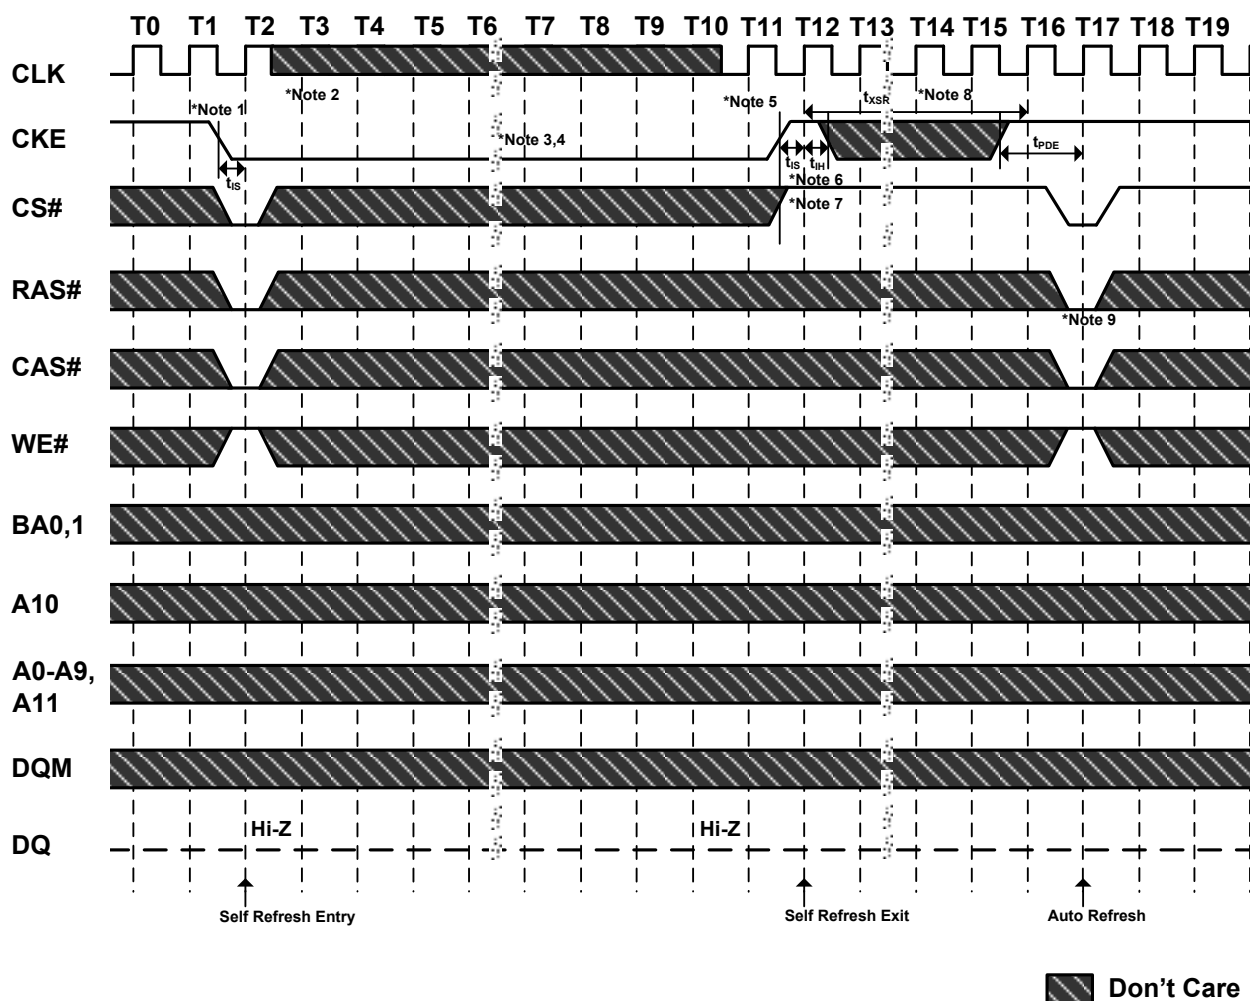 T0 T1 T2 T3 T4 T5 T6 T7 T8 T9 T10 T11 T12 T13 T14 T15 T16 T17 T18 T19
CLK
*Note 1
*Note 2
*Note 5
tXSR
*Note 8
CKE
*Note 3,4
tIS
tIS
tIH
tPDE
*Note 6
CS#
*Note 7
RAS#
*Note 9
CAS#
WE#
BA0,1
A10
A0-A9,
A11
DQM
Hi-Z
Hi-Z
DQ
Self Refresh Entry
Self Refresh Exit
Auto Refresh
Don't Care